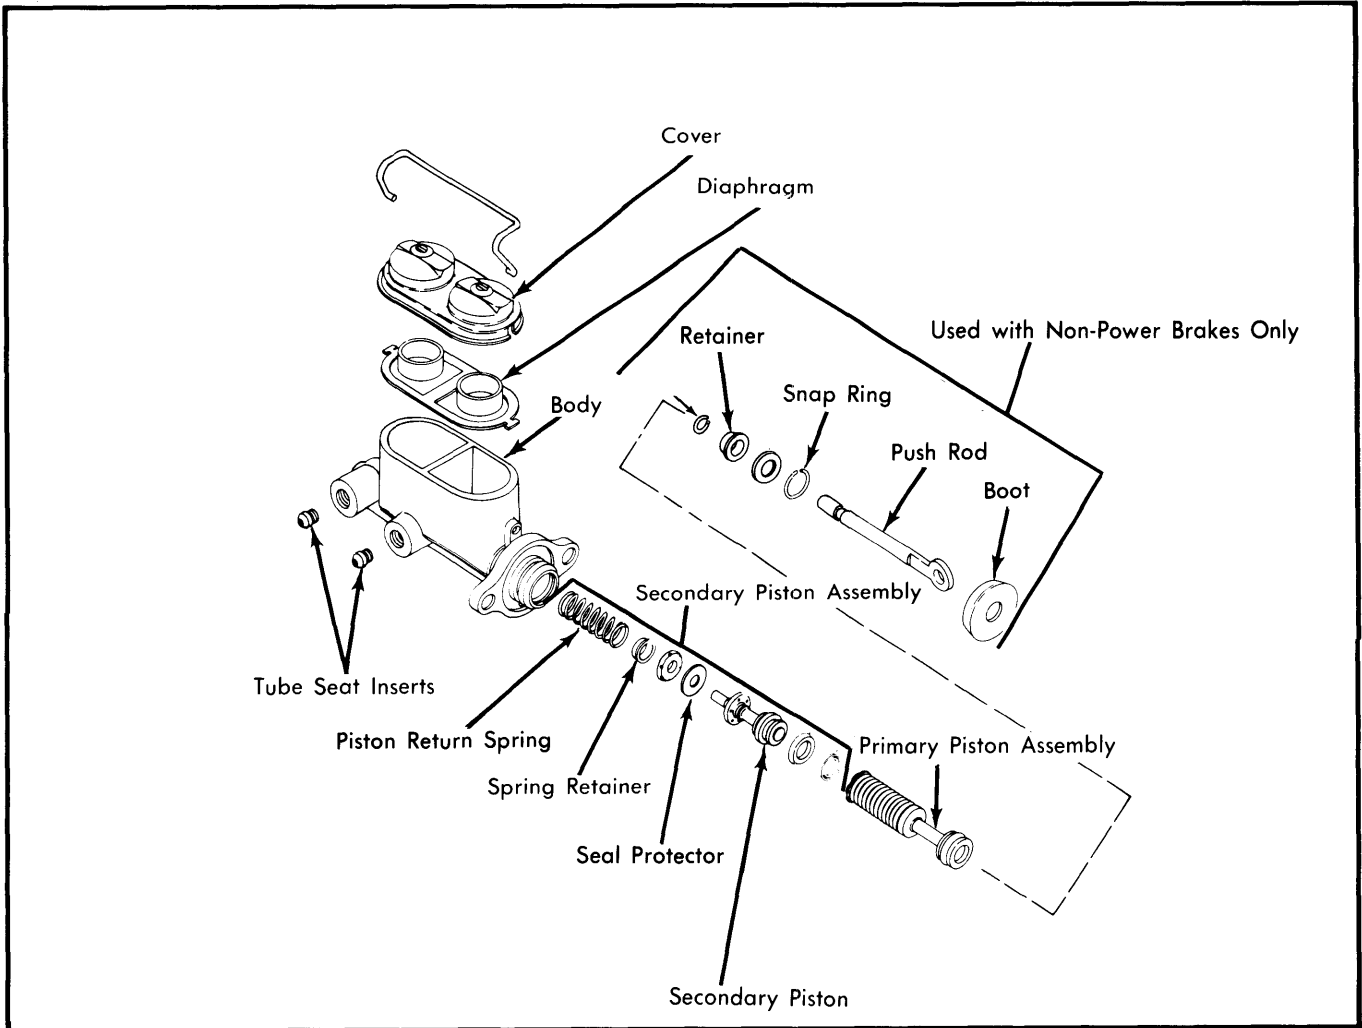 Cover
Diaphragm
Used with Non-Power Brakes Only
Retainer
Snap Ring
Body
Push Rod
Boot
Secondary Piston Assembly
Tube Seat Inserts
Piston Return Spring
Primary Piston Assembly
Spring Retainer
Seal Protector
Secondary Piston